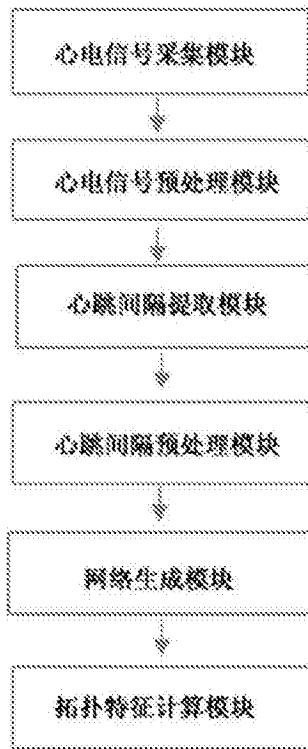 心电信号采集模块
心电信号预处理模块
心跳间隔提取模块
心跳间隔预处理模块
网络生成模块
拓扑特征计算模块